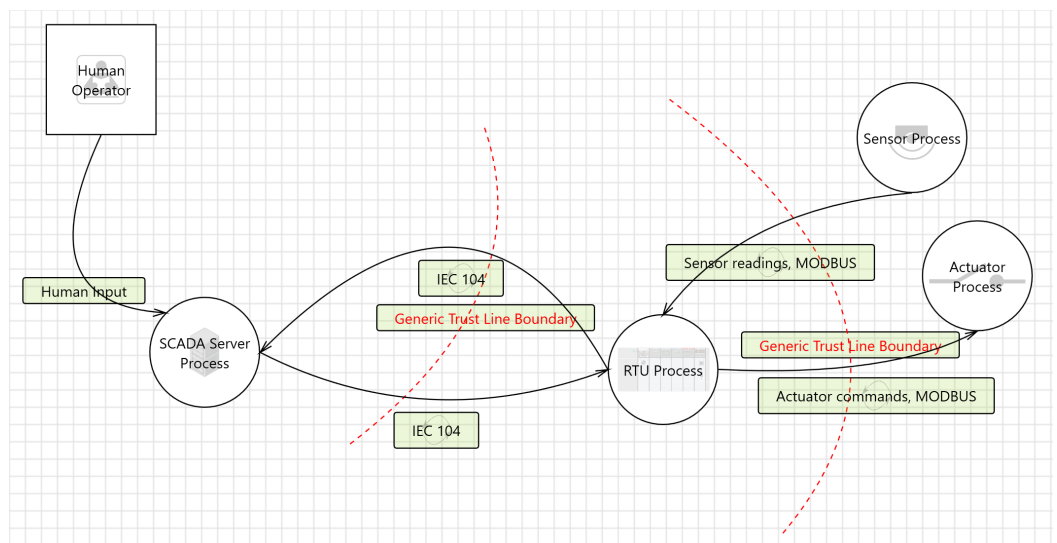 Human
Operator
Sensor Process
Sensor readings, MODBUS
Actuator
Process
IEC 104
Human Input
Generic Trust Line Boundary
SCADA Server
Process
Generic Trust Line Boundary
RTU Process
Actuator commands, MODBUS
IEC 104